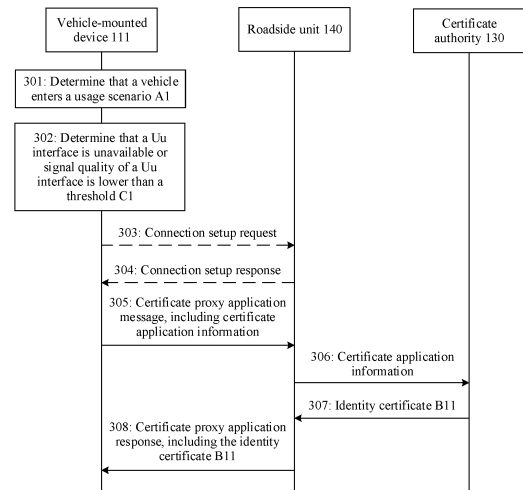 Vehicle-mounted
device 111
Roadside unit 140
Certificate
authority 130
301: Determine that a vehicle
enters a usage scenario A1
302: Determine that a Uu
interface is unavailable or
signal quality of a Uu
interface is lower than a
threshold C1
303: Connection setup request
304: Connection setup response
305: Certificate proxy application
message, including certificate
application information
306: Certificate application
information
307: Identity certificate B11
308: Certificate proxy application
response, including the identity
certificate B11